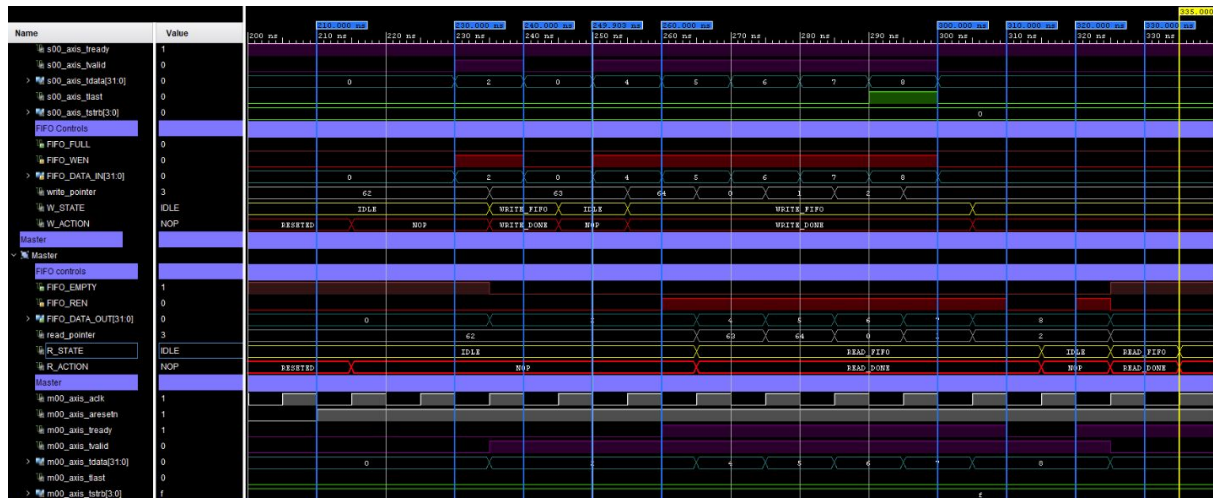 335.000
210.000 ns 230.000 ns 240.000 ns 249.903 ns 260.000 ns 300.000 ns 310.000 ns 320.000 ns 330.000
Name Value 200 ns 210 ns 220 ns 230 ns 240 ns 250 ns 260 ns 270 ns 280 ns 290 ns 300 ns 310 ns 320 ns 330 ns
s00_axis_tready 1
s00_axis_tvalid 0
s00_axis_tdata[31:0] 0 0 2 0 4 5 6 7 8 0
s00_axis_tlast 0
s00_axis_tstrb[3:0] 0 0
FIFO Controls
FIFO_FULL 0
FIFO_WEN 0
FIFO_DATA_IN[31:0] 0 0 2 0 4 5 6 7 8 0
write_pointer 3 62 63 64 0 1 2
W_STATE IDLE IDLE WRITE_FIFO IDLE WRITE_FIFO
W_ACTION NOP RESETED NOP WRITE_DONE NOP WRITE_DONE
Master
Master
FIFO controls
FIFO_EMPTY 1
FIFO_REN 0
FIFO_DATA_OUT[31:0] 0 0 2 4 5 6 7 8
read_pointer 3 62 63 64 0 1 2
R_STATE IDLE IDLE READ_FIFO IDLE READ_FIFO
R_ACTION NOP RESETED NOP READ_DONE NOP READ_DONE
Master
m00_axis_aclk 1
m00_axis_aresetn 1
m00_axis_tready 1
m00_axis_tvalid 0
m00_axis_tdata[31:0] 0 0 2 4 5 6 7 8
m00_axis_tlast 0
m00_axis_tstrb[3:0] f f